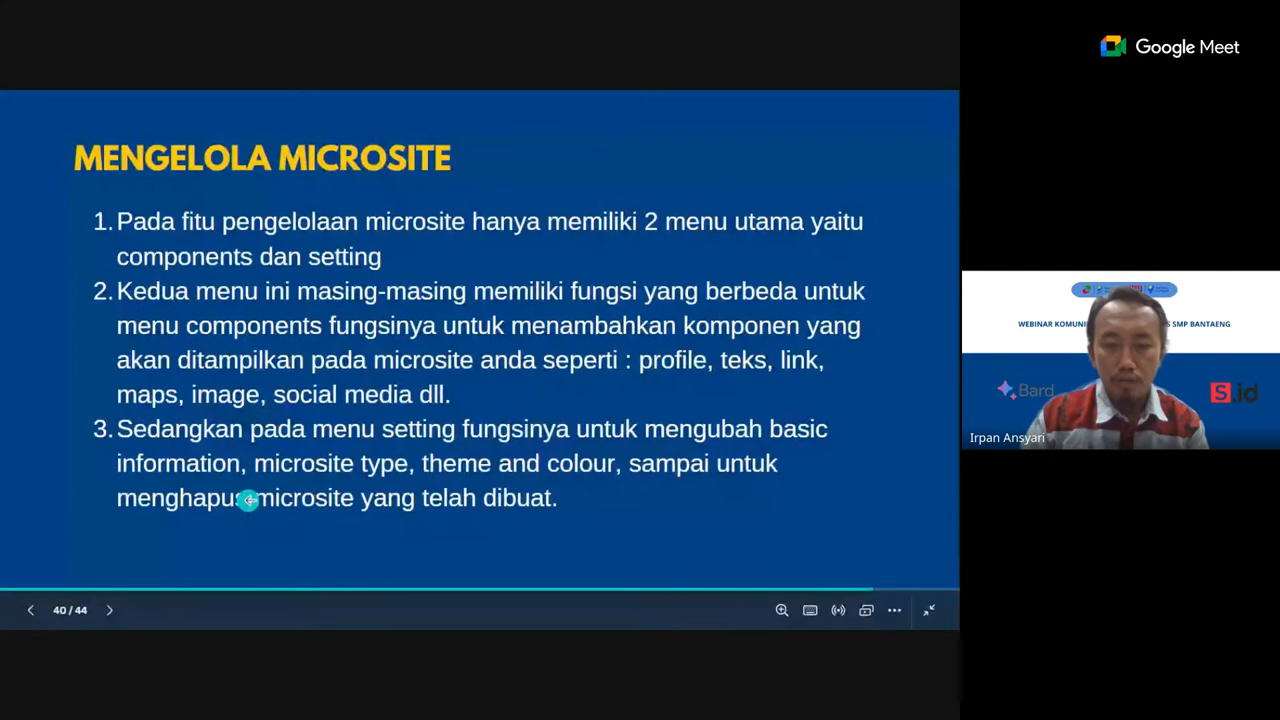 Google Meet
MENGELOLA MICROSITE
1. Pada fitu pengelolaan microsite hanya memiliki 2 menu utama yaitu
components dan setting
2. Kedua menu ini masing-masing memiliki fungsi yang berbeda untuk
menu components fungsinya untuk menambahkan komponen yang
akan ditampilkan pada microsite anda seperti : profile, teks, link,
maps, image, social media dll.
3. Sedangkan pada menu setting fungsinya untuk mengubah basic
information, microsite type, theme and colour, sampai untuk
menghapus microsite yang telah dibuat.
40 / 44
WEBINAR SMP BANTAENG
Bard
S.id
Irpan Ansyari